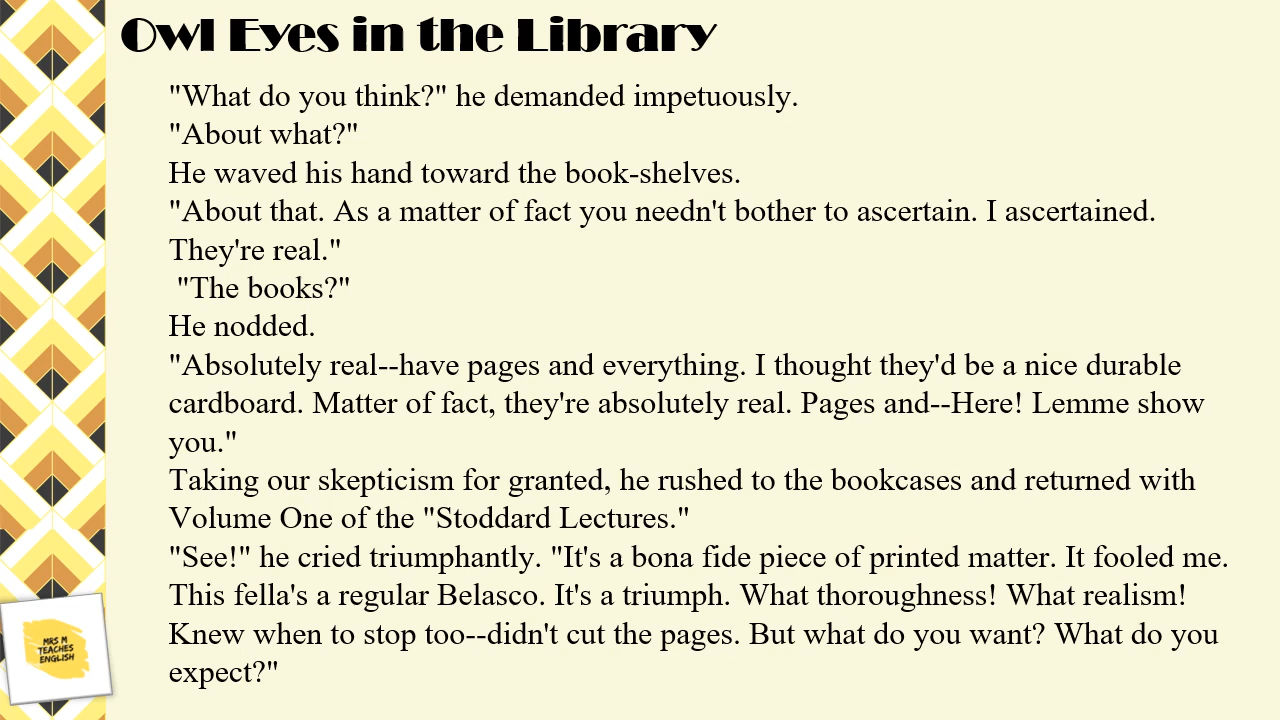 Owl Eyes in the Library
"What do you think?" he demanded impetuously.
"About what?"
He waved his hand toward the book-shelves.
"About that. As a matter of fact you needn't bother to ascertain. I ascertained.
They're real."
"The books?"
He nodded.
"Absolutely real--have pages and everything. I thought they'd be a nice durable
cardboard. Matter of fact, they're absolutely real. Pages and--Here! Lemme show
you."
Taking our skepticism for granted, he rushed to the bookcases and returned with
Volume One of the "Stoddard Lectures."
"See!" he cried triumphantly. "It's a bona fide piece of printed matter. It fooled me.
This fella's a regular Belasco. It's a triumph. What thoroughness! What realism!
Knew when to stop too--didn't cut the pages. But what do you want? What do you
expect?"
MRS M
TEACHES
ENGLISH